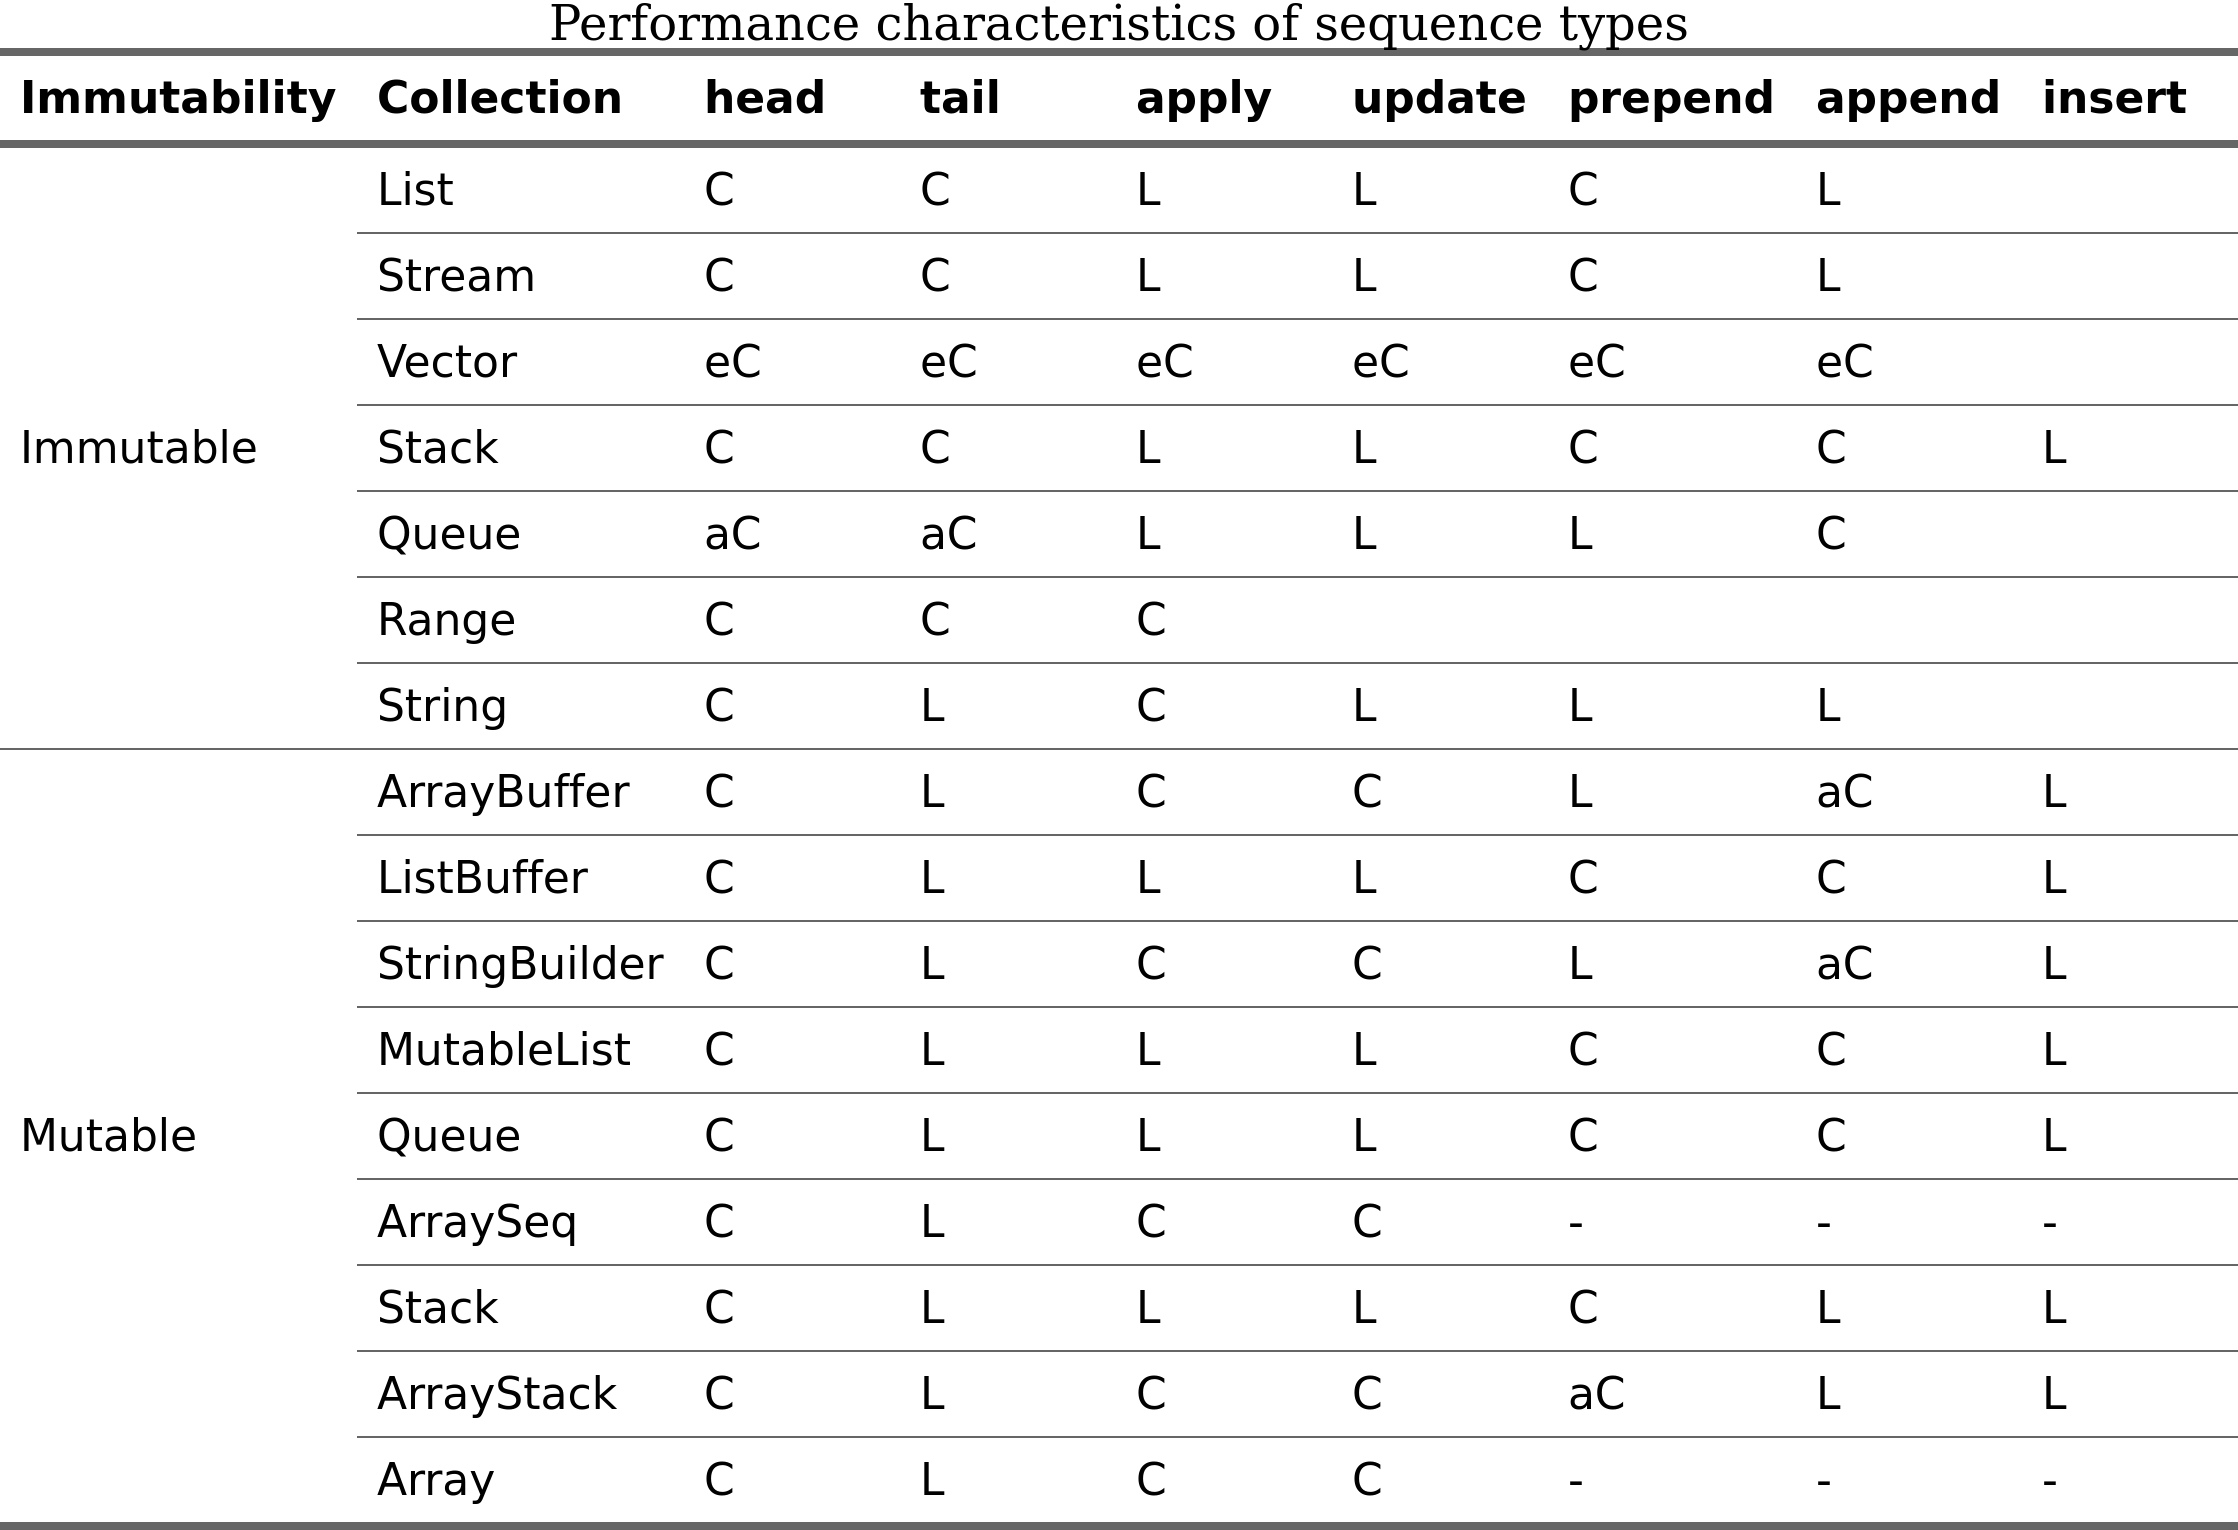 Performance characteristics of sequence types
Immutability Collection head tail apply update prepend append insert
List C C L L C L
Stream C C L L C L
Vector eC eC eC eC eC eC
Immutable Stack C C L L C C L
Queue aC aC L L L C
Range C C C
String C L C L L L
ArrayBuffer C L C C L aC L
ListBuffer C L L L C C L
StringBuilder C L C C L aC L
MutableList C L L L C C L
Mutable Queue C L L L C C L
ArraySeq C L C C - - -
Stack C L L L C L L
ArrayStack C L C C aC L L
Array C L C C - - -